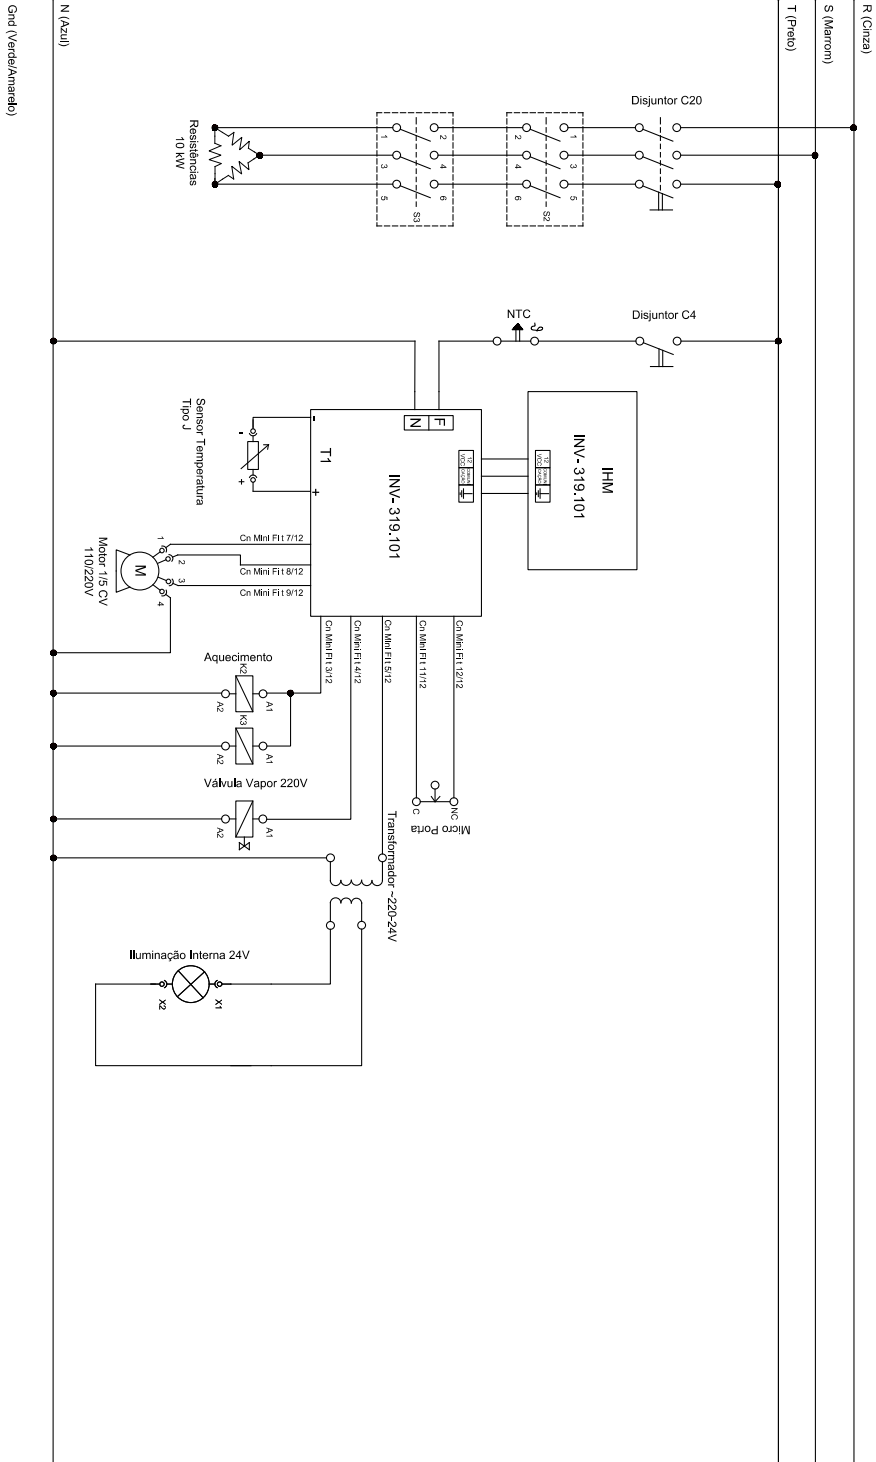 R (Cinza)
S (Marrom)
T (Preto)
N (Azul)
Gnd (Verde/Amarelo)
Disjuntor C20
1
2
2
1
3
4
4
3
5
6
6
5
S3
S2
Resistências
10 kW
NTC
Disjuntor C4
IHM
INV- 319.101
12
VCC
F
N
12
VCC
INV- 319.101
T1
-
+
Sensor Temperatura
Tipo J
-
+
Cn Mini Fit 7/12
Cn Mini Fit 8/12
Cn Mini Fit 9/12
1
2
3
4
M
Motor 1/5 CV
110/220V
Cn Mini Fit 3/12
Cn Mini Fit 4/12
Cn Mini Fit 5/12
Cn Mini Fit 11/12
Cn Mini Fit 12/12
Aquecimento
K2
A2
A1
K3
A2
A1
Válvula Vapor 220V
A2
A1
C
NC
Micro Porta
Transformador ~220-24V
Iluminação Interna 24V
X2
X1